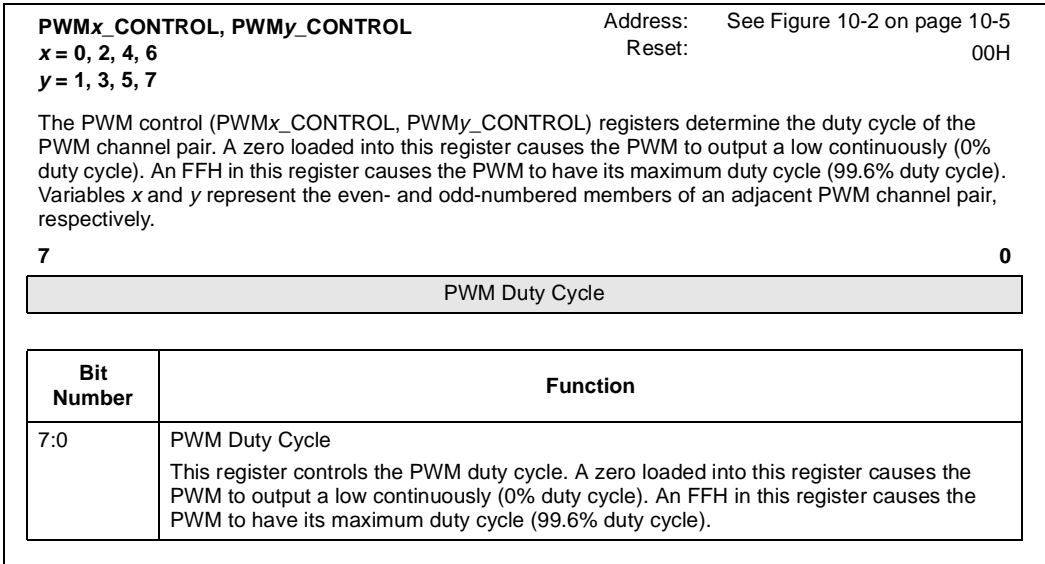 PWMx_CONTROL, PWMy_CONTROL
x = 0, 2, 4, 6
y = 1, 3, 5, 7
Address: See Figure 10-2 on page 10-5
Reset: 00H
The PWM control (PWMx_CONTROL, PWMy_CONTROL) registers determine the duty cycle of the
PWM channel pair. A zero loaded into this register causes the PWM to output a low continuously (0%
duty cycle). An FFH in this register causes the PWM to have its maximum duty cycle (99.6% duty cycle).
Variables x and y represent the even- and odd-numbered members of an adjacent PWM channel pair,
respectively.
7 0
PWM Duty Cycle
Bit
Number
Function
7:0 PWM Duty Cycle
This register controls the PWM duty cycle. A zero loaded into this register causes the
PWM to output a low continuously (0% duty cycle). An FFH in this register causes the
PWM to have its maximum duty cycle (99.6% duty cycle).